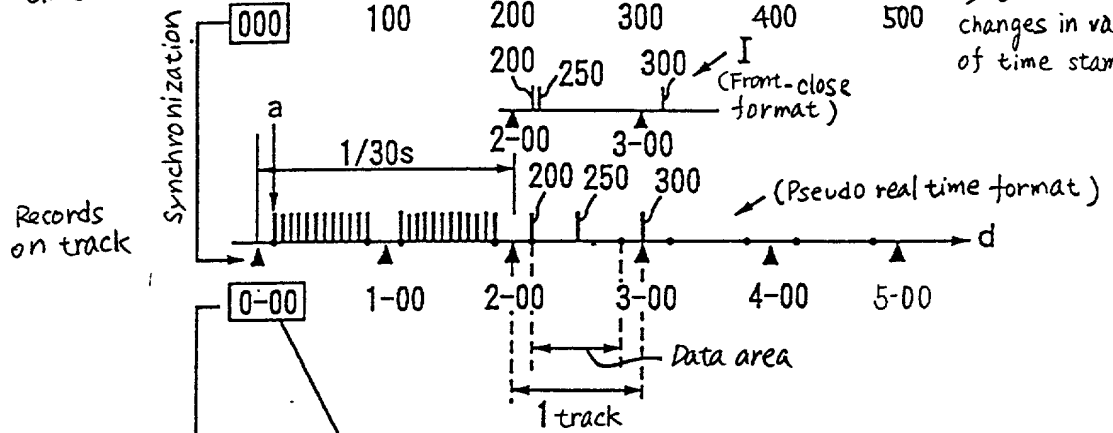 000 100 200 300 400 500
changes in va
of time stam
Synchronization
200 250 300 I
(Front-close
format)
a
2-00 3-00
1/30s
200 250 300
(Pseudo real time format)
Records
on track
d
0-00 1-00 2-00 3-00 4-00 5-00
Data area
1 track